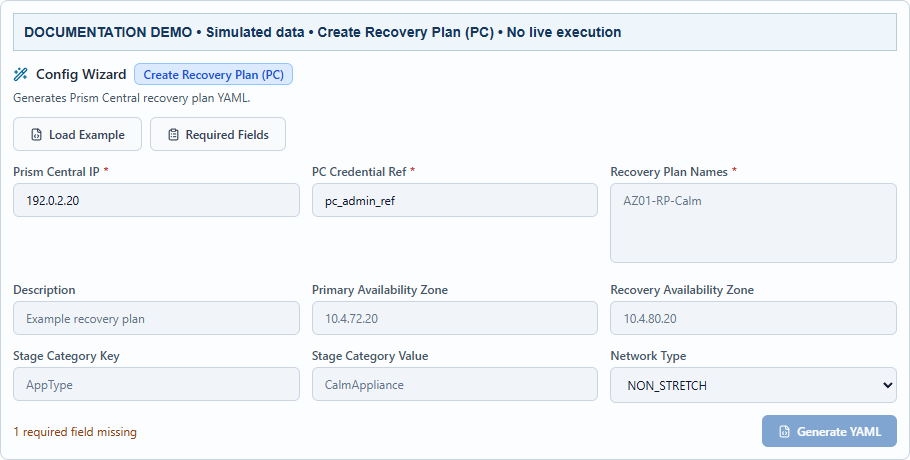 DOCUMENTATION DEMO • Simulated data • Create Recovery Plan (PC) • No live execution
Config Wizard Create Recovery Plan (PC)
Generates Prism Central recovery plan YAML.
Load Example Required Fields
Prism Central IP * PC Credential Ref * Recovery Plan Names *
192.0.2.20 pc_admin_ref AZ01-RP-Calm
Description Primary Availability Zone Recovery Availability Zone
Example recovery plan 10.4.72.20 10.4.80.20
Stage Category Key Stage Category Value Network Type
AppType CalmAppliance NON_STRETCH
1 required field missing Generate YAML